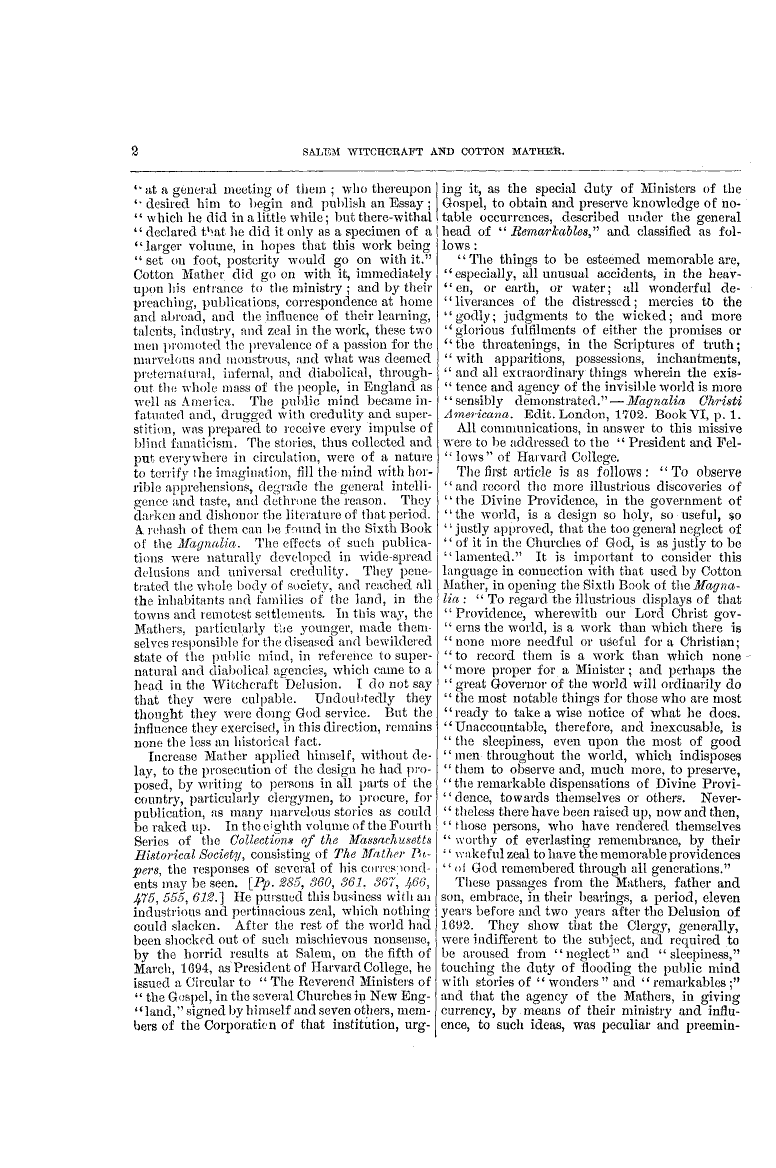 2
SALEM WITCHCRAFT AND COTTON MATHER.
“ at a general meeting of them ; who thereupon
“ desired him to begin and publish an Essay ;
“ which he did in a little while ; but there-withal
“ declared that he did it only as a specimen of a
“ larger volume, in hopes that this work being
“ set on foot, posterity would go on with it.”
Cotton Mather did go on with it, immediately
upon his entrance to the ministry ; and by their
preaching, publications, correspondence at home
and abroad, and the influence of their learning,
talents, industry, and zeal in the work, these two
men promoted the prevalence of a passion for the
marvelous and monstrous, and what was deemed
preternatural, infernal, and diabolical, through-
out the whole mass of the people, in England as
well as America. The public mind became in-
fatuated and, drugged with credulity and super-
stition, was prepared to receive every impulse of
blind fanaticism. The stories, thus collected and
put everywhere in circulation, were of a nature
to terrify the imagination, fill the mind with hor-
rible apprehensions, degrade the general intelli-
gence and taste, and dethrone the reason. They
darken and dishonor the literature of that period.
A rehash of them can be found in the Sixth Book
of the Magnalia. The effects of such publica-
tions were naturally developed in wide-spread
delusions and universal credulity. They pene-
trated the whole body of society, and reached all
the inhabitants and families of the land, in the
towns and remotest settlements. In this way, the
Mathers, particularly the younger, made them-
selves responsible for the diseased and bewildered
state of the public mind, in reference to super-
natural and diabolical agencies, which came to a
head in the Witchcraft Delusion. I do not say
that they were culpable. Undoubtedly they
thought they were doing God service. But the
influence they exercised, in this direction, remains
none the less an historical fact.
Increase Mather applied himself, without de-
lay, to the prosecution of the design he had pro-
posed, by writing to persons in all parts of the
country, particularly clergymen, to procure, for
publication, as many marvelous stories as could
be raked up. In the eighth volume of the Fourth
Series of the Collections of the Massachusetts
Historical Society, consisting of The Mather Pa-
pers, the responses of several of his correspond-
ents may be seen. [Pp. 285, 360, 361, 367, 466,
475, 555, 612.] He pursued this business with an
industrious and pertinacious zeal, which nothing
could slacken. After the rest of the world had
been shocked out of such mischievous nonsense,
by the horrid results at Salem, on the fifth of
March, 1694, as President of Harvard College, he
issued a Circular to “ The Reverend Ministers of
“ the Gospel, in the several Churches in New Eng-
“ land,” signed by himself and seven others, mem-
bers of the Corporation of that institution, urg-
ing it, as the special duty of Ministers of the
Gospel, to obtain and preserve knowledge of no-
table occurrences, described under the general
head of “ Remarkables,” and classified as fol-
lows :
“ The things to be esteemed memorable are,
“ especially, all unusual accidents, in the heav-
“ en, or earth, or water; all wonderful de-
“ liverances of the distressed; mercies to the
“ godly; judgments to the wicked; and more
“ glorious fulfilments of either the promises or
“ the threatenings, in the Scriptures of truth;
“ with apparitions, possessions, inchantments,
“ and all extraordinary things wherein the exis-
“ tence and agency of the invisible world is more
“ sensibly demonstrated.”—Magnalia Christi
Americana. Edit. London, 1702. Book VI, p. 1.
All communications, in answer to this missive
were to be addressed to the “ President and Fel-
“ lows” of Harvard College.
The first article is as follows : “ To observe
“ and record the more illustrious discoveries of
“ the Divine Providence, in the government of
“ the world, is a design so holy, so useful, so
“ justly approved, that the too general neglect of
“ of it in the Churches of God, is as justly to be
“ lamented.” It is important to consider this
language in connection with that used by Cotton
Mather, in opening the Sixth Book of the Magna-
lia : “ To regard the illustrious displays of that
“ Providence, wherewith our Lord Christ gov-
“ erns the world, is a work than which there is
“ none more needful or useful for a Christian;
“ to record them is a work than which none
“ more proper for a Minister ; and perhaps the
“ great Governor of the world will ordinarily do
“ the most notable things for those who are most
“ ready to take a wise notice of what he does.
“ Unaccountable, therefore, and inexcusable, is
“ the sleepiness, even upon the most of good
“ men throughout the world, which indisposes
“ them to observe and, much more, to preserve,
“ the remarkable dispensations of Divine Provi-
“ dence, towards themselves or others. Never-
“ theless there have been raised up, now and then,
“ those persons, who have rendered themselves
“ worthy of everlasting remembrance, by their
“ wakeful zeal to have the memorable providences
“ of God remembered through all generations.”
These passages from the Mathers, father and
son, embrace, in their bearings, a period, eleven
years before and two years after the Delusion of
1692. They show that the Clergy, generally,
were indifferent to the subject, and required to
be aroused from “ neglect” and “ sleepiness,”
touching the duty of flooding the public mind
with stories of “ wonders ” and “ remarkables ;”
and that the agency of the Mathers, in giving
currency, by means of their ministry and influ-
ence, to such ideas, was peculiar and preemin-